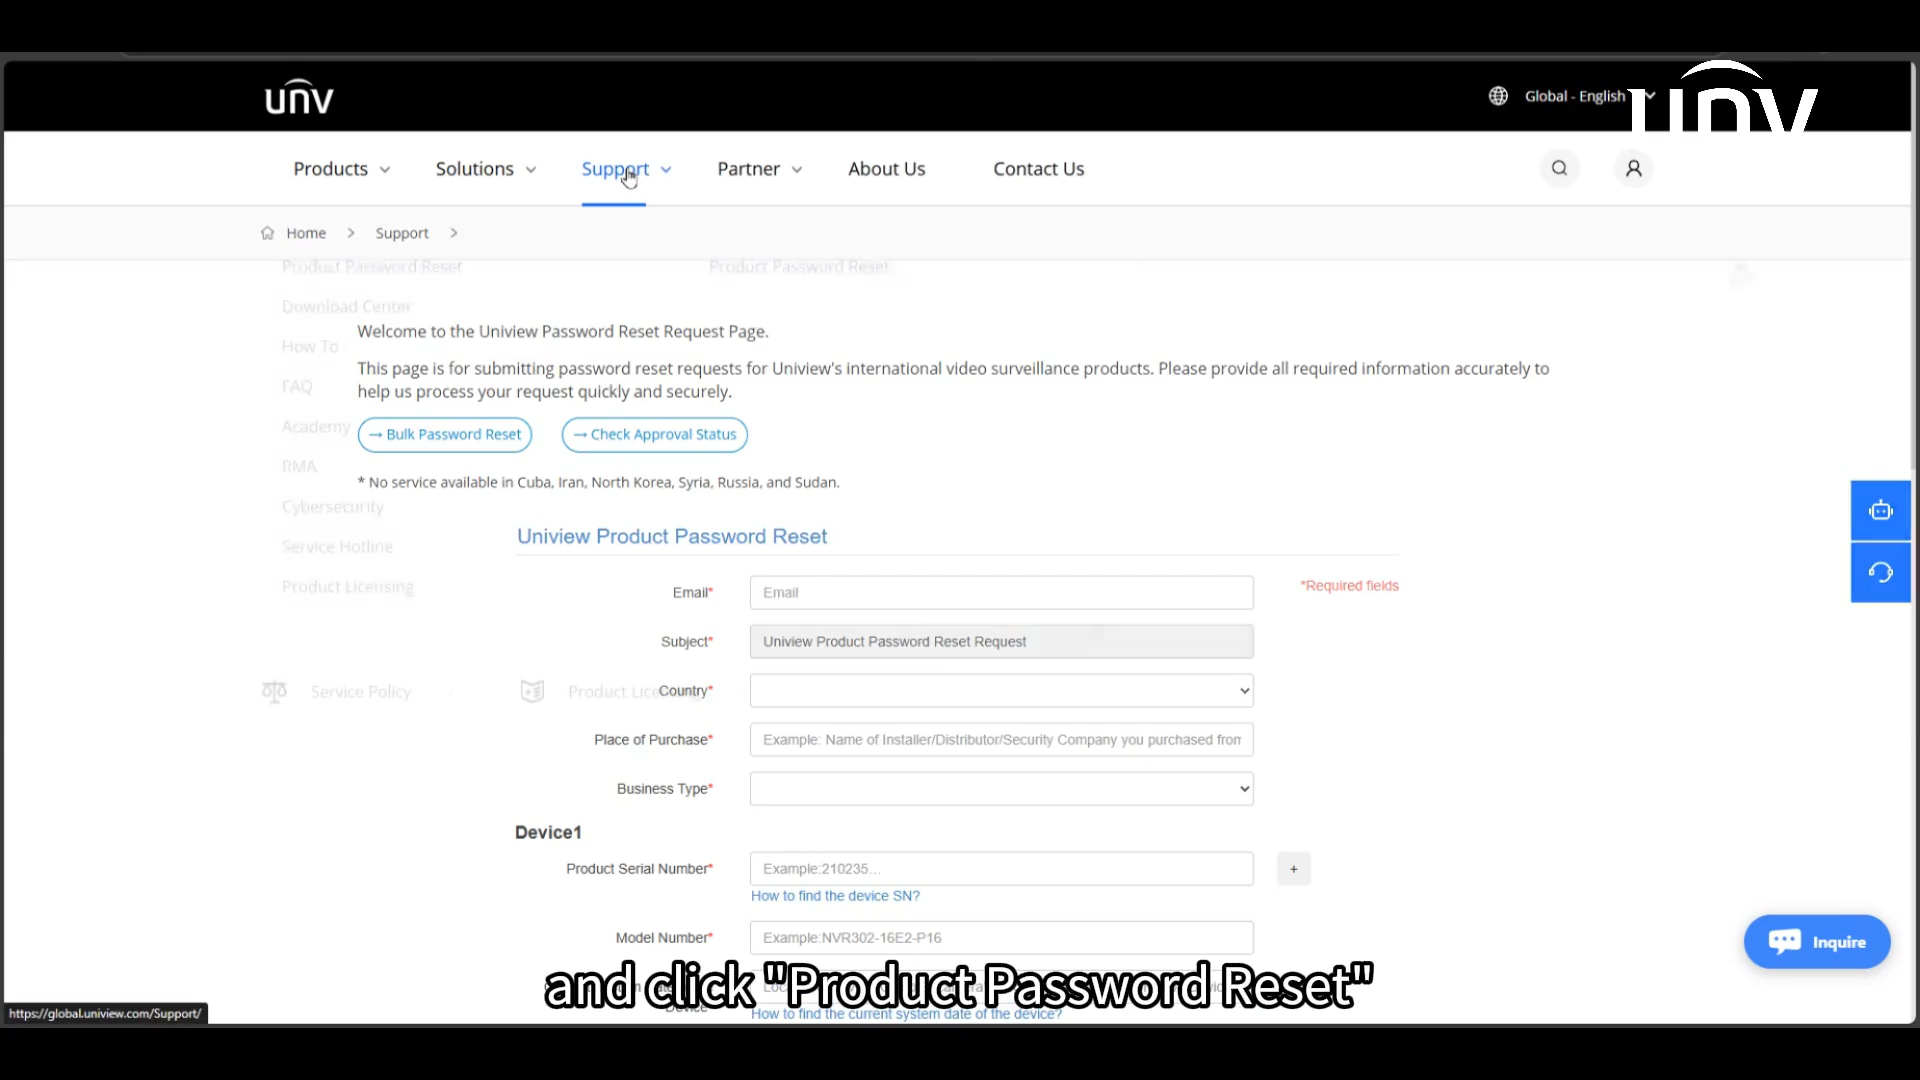 unv
Global - English
unv
Products
Solutions
Support
Partner
About Us
Contact Us
Home > Support >
Product Password Reset
Product Password Reset
Download Center
Welcome to the Uniview Password Reset Request Page.
How To
This page is for submitting password reset requests for Uniview's international video surveillance products. Please provide all required information accurately to
help us process your request quickly and securely.
FAQ
Academy
→ Bulk Password Reset
→ Check Approval Status
RMA
* No service available in Cuba, Iran, North Korea, Syria, Russia, and Sudan.
Cybersecurity
Uniview Product Password Reset
Service Hotline
Product Licensing
Email*
Email
*Required fields
Subject*
Uniview Product Password Reset Request
Service Policy
Country*
Place of Purchase*
Example: Name of Installer/Distributor/Security Company you purchased from
Business Type*
Device1
Product Serial Number*
Example:210235...
+
How to find the device SN?
Model Number*
Example:NVR302-16E2-P16
Inquire
and click "Product Password Reset"
How to find the current system date of the device?
https://global.uniview.com/Support/